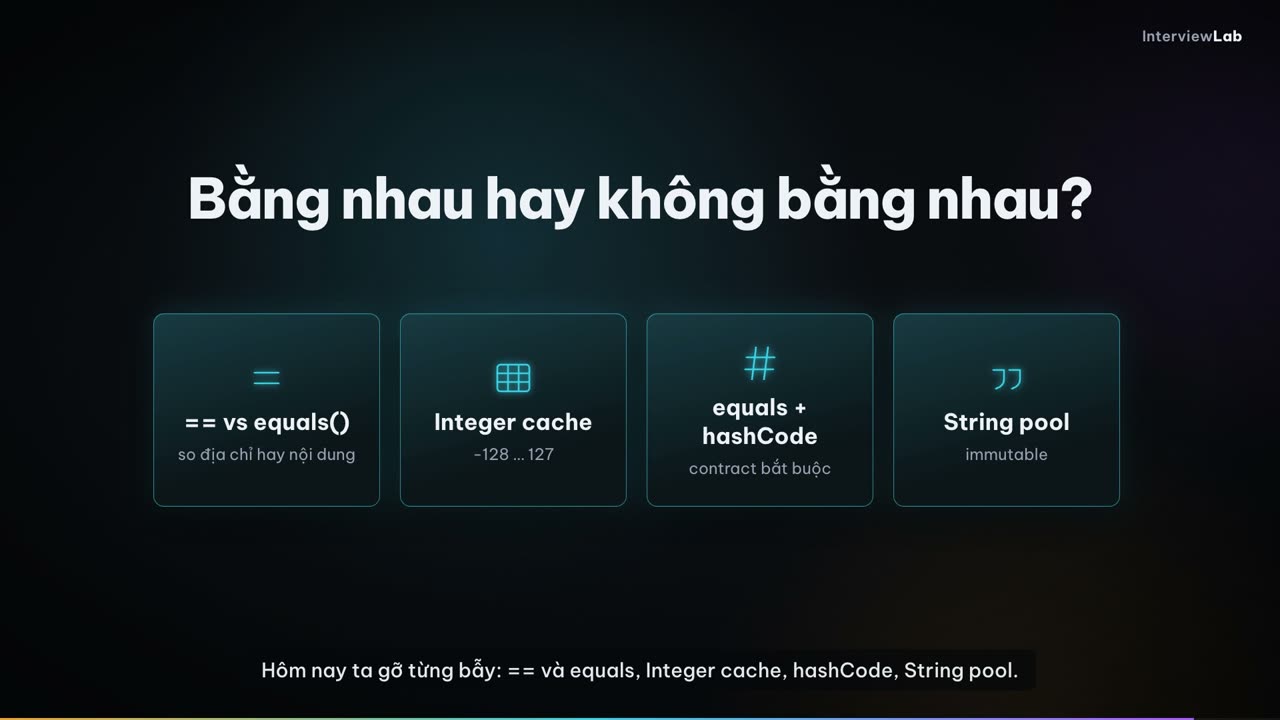 InterviewLab
Bằng nhau hay không bằng nhau?
== vs equals()
so địa chỉ hay nội dung
Integer cache
-128 ... 127
equals +
hashCode
contract bắt buộc
String pool
immutable
Hôm nay ta gỡ từng bẫy: == và equals, Integer cache, hashCode, String pool.